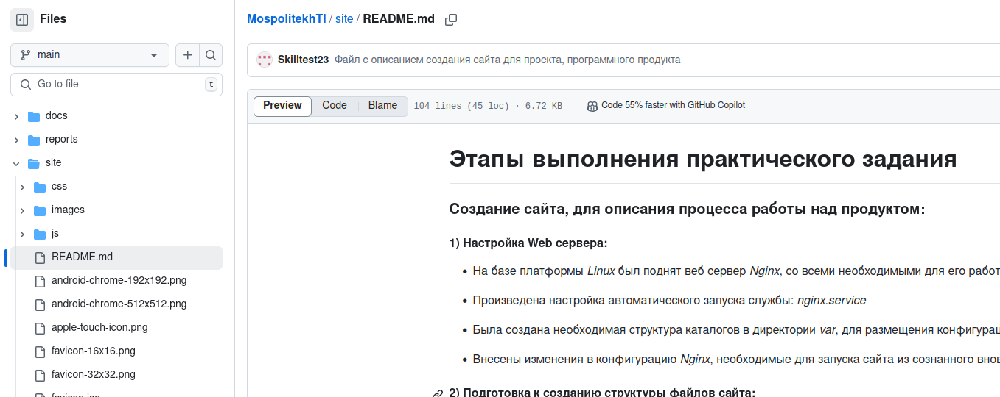 Files
main
Go to file
t
docs
reports
site
css
images
js
README.md
android-chrome-192x192.png
android-chrome-512x512.png
apple-touch-icon.png
favicon-16x16.png
favicon-32x32.png
favicon.ico
MospolitekhTI / site / README.md
Skilltest23 Файл с описанием создания сайта для проекта, программного продукта
Preview Code Blame 104 lines (45 loc) · 6.72 KB Code 55% faster with GitHub Copilot
Этапы выполнения практического задания
Создание сайта, для описания процесса работы над продуктом:
1) Настройка Web сервера:
• На базе платформы Linux был поднят веб сервер Nginx, со всеми необходимыми для его работ
• Произведена настройка автоматического запуска службы: nginx.service
• Была создана необходимая структура каталогов в директории var, для размещения конфигурац
• Внесены изменения в конфигурацию Nginx, необходимые для запуска сайта из сознанного внов
2) Подготовка к созданию структуры файлов сайта: